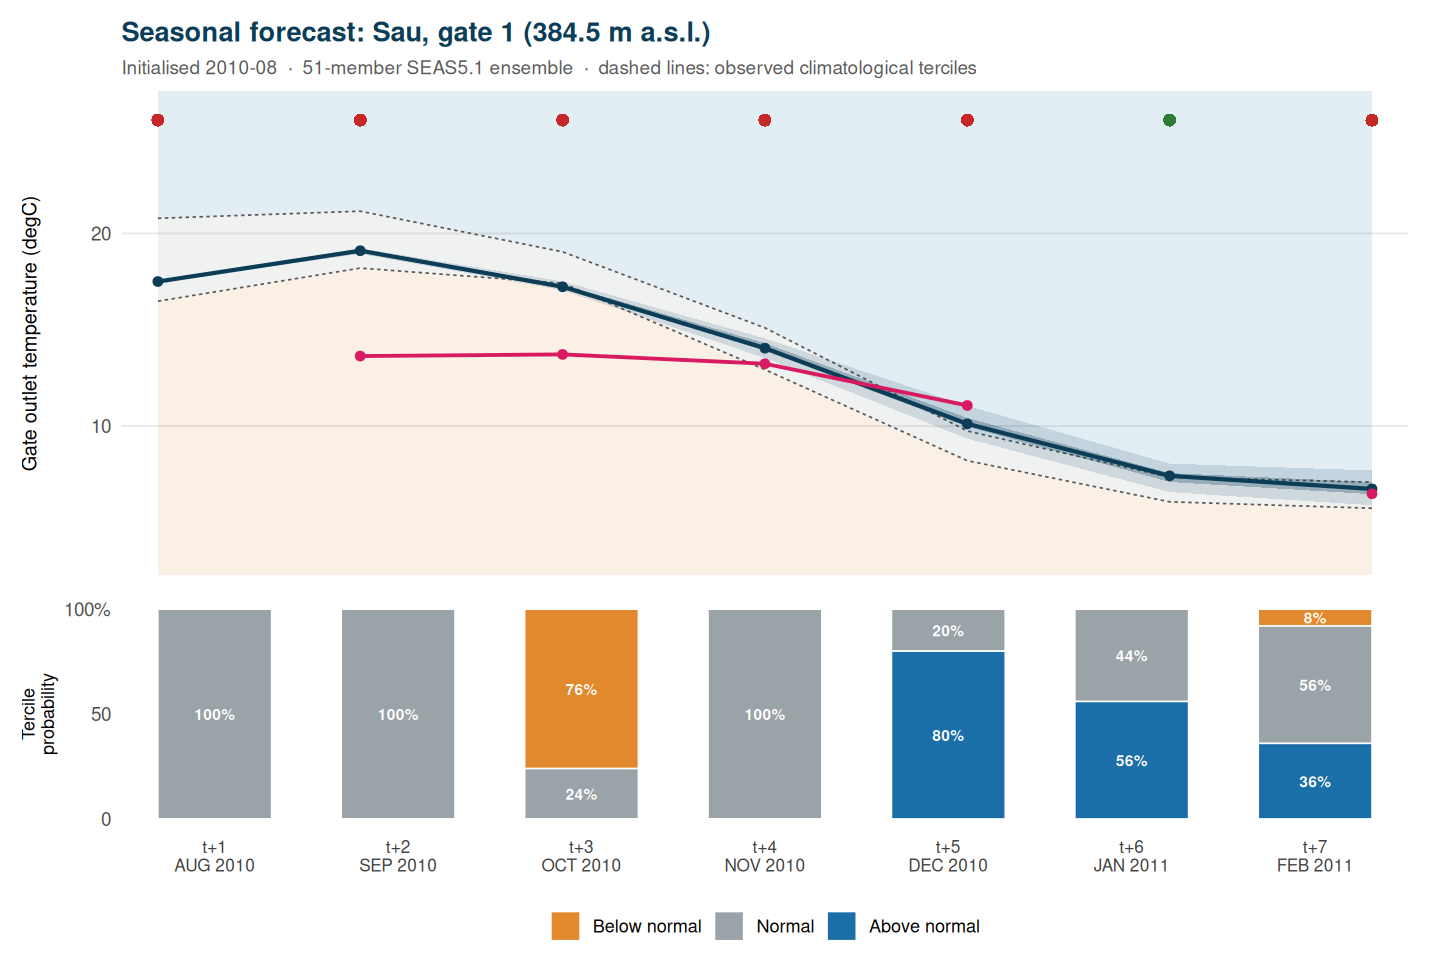 Seasonal forecast: Sau, gate 1 (384.5 m a.s.l.)
Initialised 2010-08 · 51-member SEAS5.1 ensemble · dashed lines: observed climatological terciles
Gate outlet temperature (degC)
20
10
Tercile
probability
100%
50
0
100%
100%
76%
24%
100%
20%
80%
44%
56%
8%
56%
36%
t+1
AUG 2010
t+2
SEP 2010
t+3
OCT 2010
t+4
NOV 2010
t+5
DEC 2010
t+6
JAN 2011
t+7
FEB 2011
Below normal
Normal
Above normal